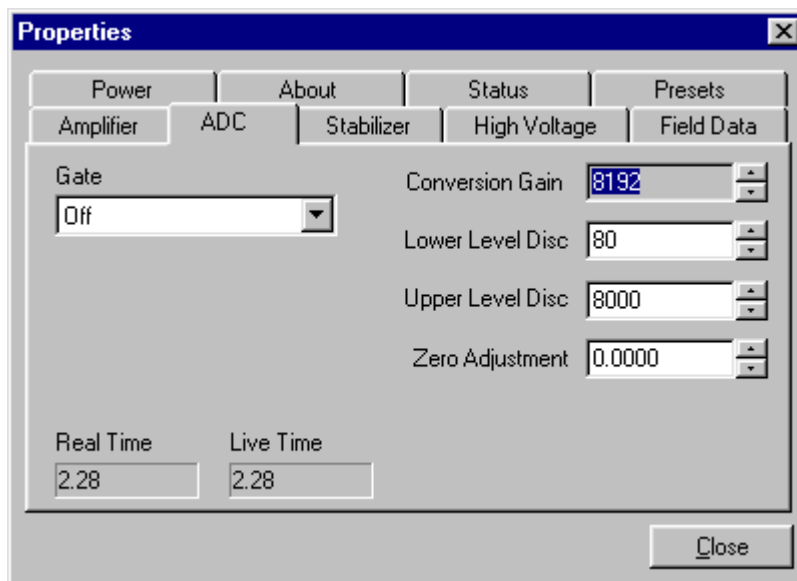 Properties
Power About Status Presets
Amplifier ADC Stabilizer High Voltage Field Data
Gate
Off
Conversion Gain 8192
Lower Level Disc 80
Upper Level Disc 8000
Zero Adjustment 0.0000
Real Time Live Time
2.28 2.28
Close